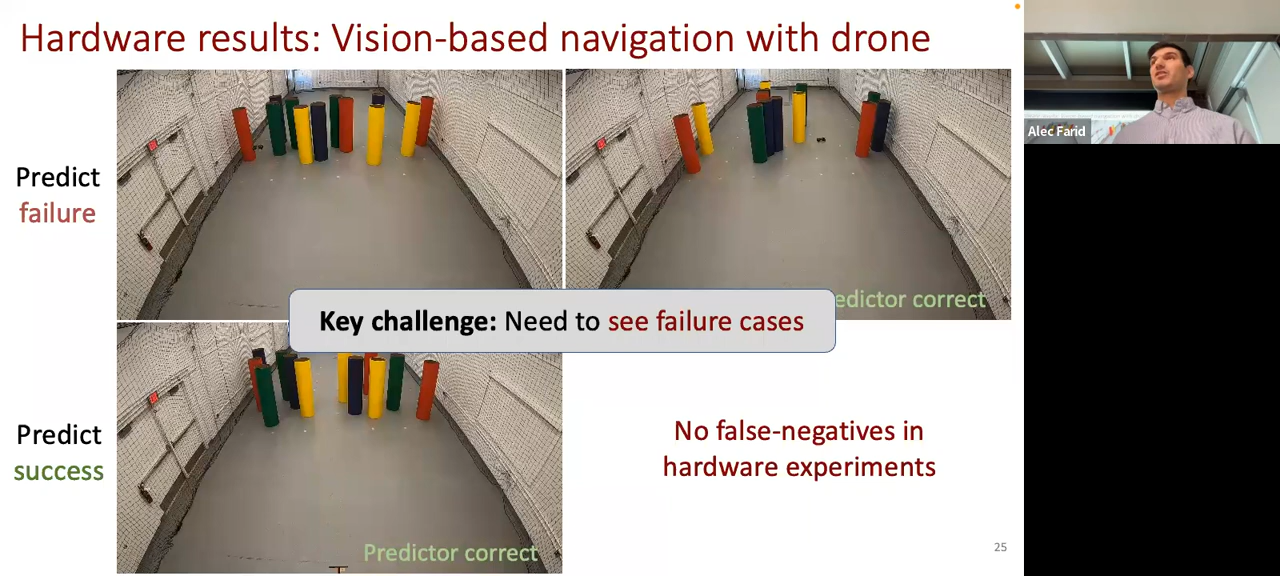 Hardware results: Vision-based navigation with drone
Alec Farid
Predict
failure
edictor correct
Key challenge: Need to see failure cases
Predict
success
No false-negatives in
hardware experiments
Predictor correct
25